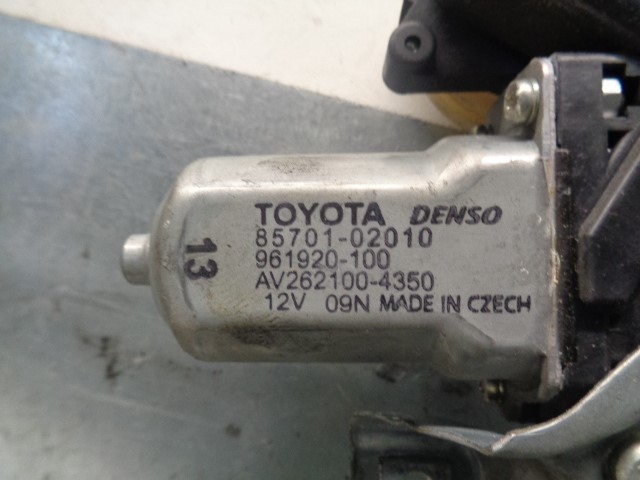 TOYOTA DENSO
85701-02010
961920-100
AV262100-4350
12V 09N MADE IN CZECH
13